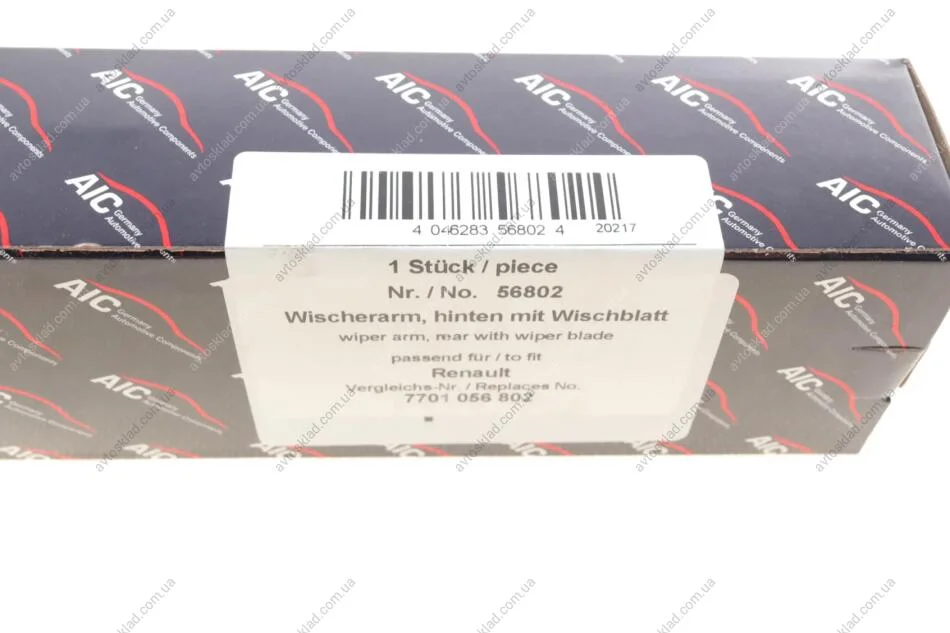 AIC Germany Automotive Components
4 046283 56802 4
20217
1 Stück / piece
Nr. / No. 56802
Wischerarm, hinten mit Wischblatt
wiper arm, rear with wiper blade
passend für / to fit
Renault
Vergleichs-Nr. / Replaces No.
7701 056 802
avtosklad.com.ua